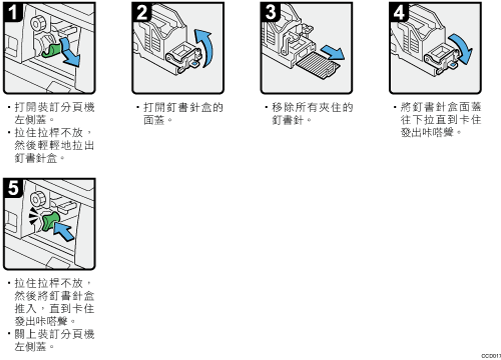 1
2
3
4
・打開裝訂分頁機
左側蓋。
・拉住拉桿不放，
然後輕輕地拉出
釘書針盒。
・打開釘書針盒的
面蓋。
・移除所有夾住的
釘書針。
・將釘書針盒面蓋
往下拉直到卡住
發出咔嗒聲。
5
・拉住拉桿不放，
然後將釘書針盒
推入，直到卡住
發出咔嗒聲。
・關上裝訂分頁機
左側蓋。
CCD017